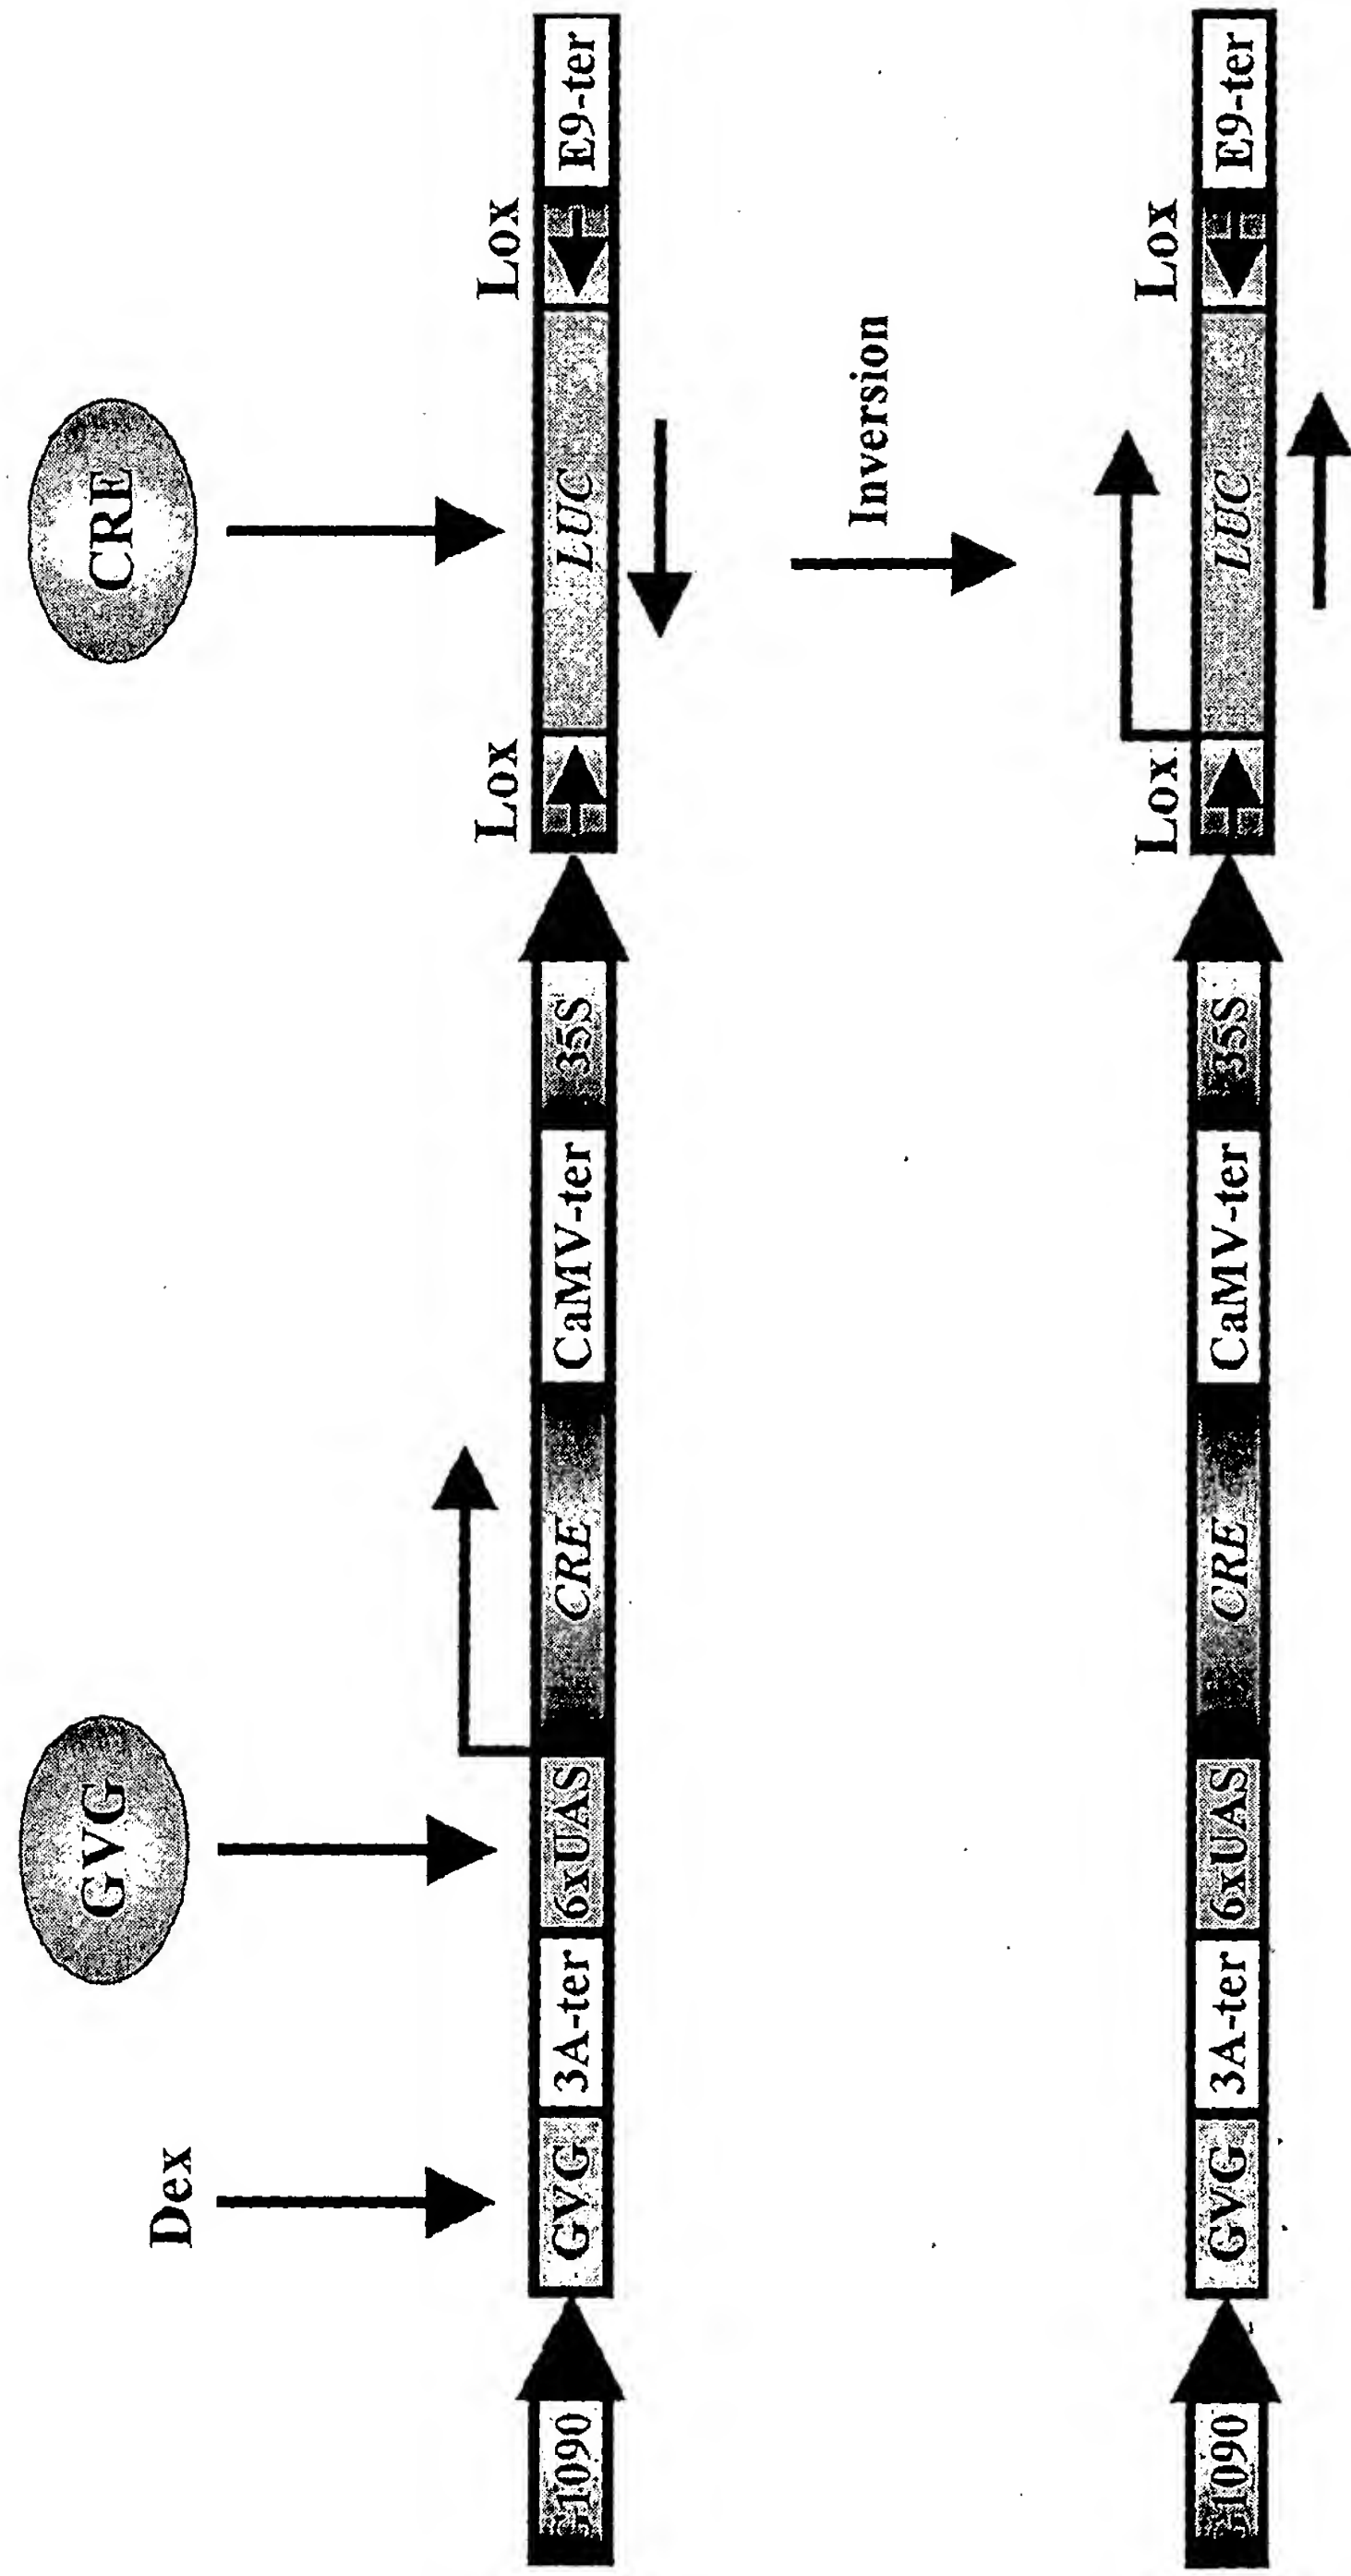 GVG CRE
Dex
Lox Lox
G1090 GVG 3A-ter 6xUAS CRE CaMV-ter 35S LUC E9-ter
Inversion
Lox Lox
G1090 GVG 3A-ter 6xUAS CRE CaMV-ter 35S LUC E9-ter